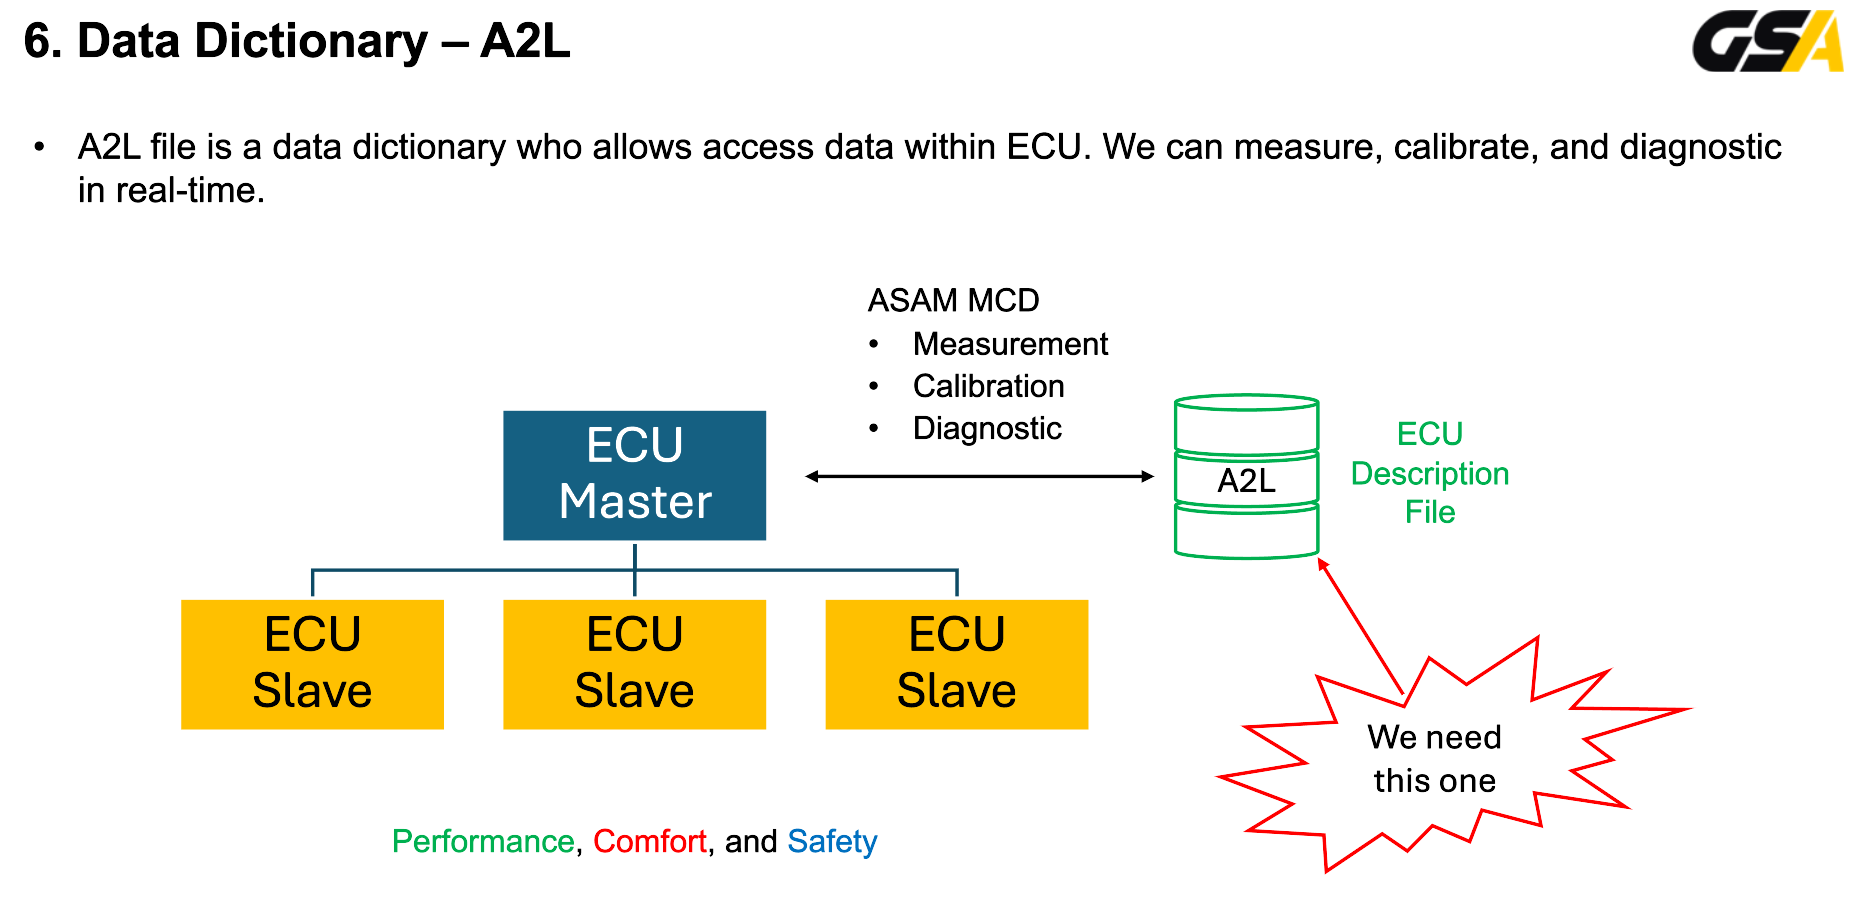 6. Data Dictionary – A2L
GSA
• A2L file is a data dictionary who allows access data within ECU. We can measure, calibrate, and diagnostic
in real-time.
ASAM MCD
• Measurement
• Calibration
• Diagnostic
ECU
Master
A2L
ECU
Description
File
ECU
Slave
ECU
Slave
ECU
Slave
We need
this one
Performance, Comfort, and Safety